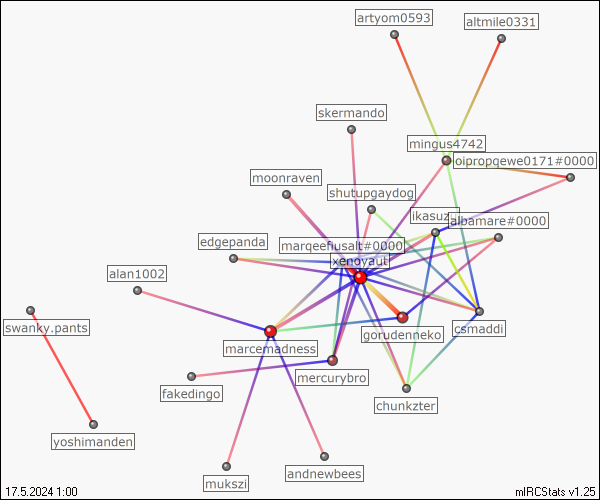 artyom0593
altmile0331
skermando
mingus4742
oipropqewe0171#0000
moonraven
shutupgaydog
ikasuz
albamare#0000
edgepanda
marqeefiusalt#0000
xenoyaut
alan1002
swanky.pants
marcemadness
gorudenneko
csmaddi
mercurybro
fakedingo
chunkzter
yoshimanden
mukszi
andnewbees
17.5.2024 1:00
mIRCStats v1.25